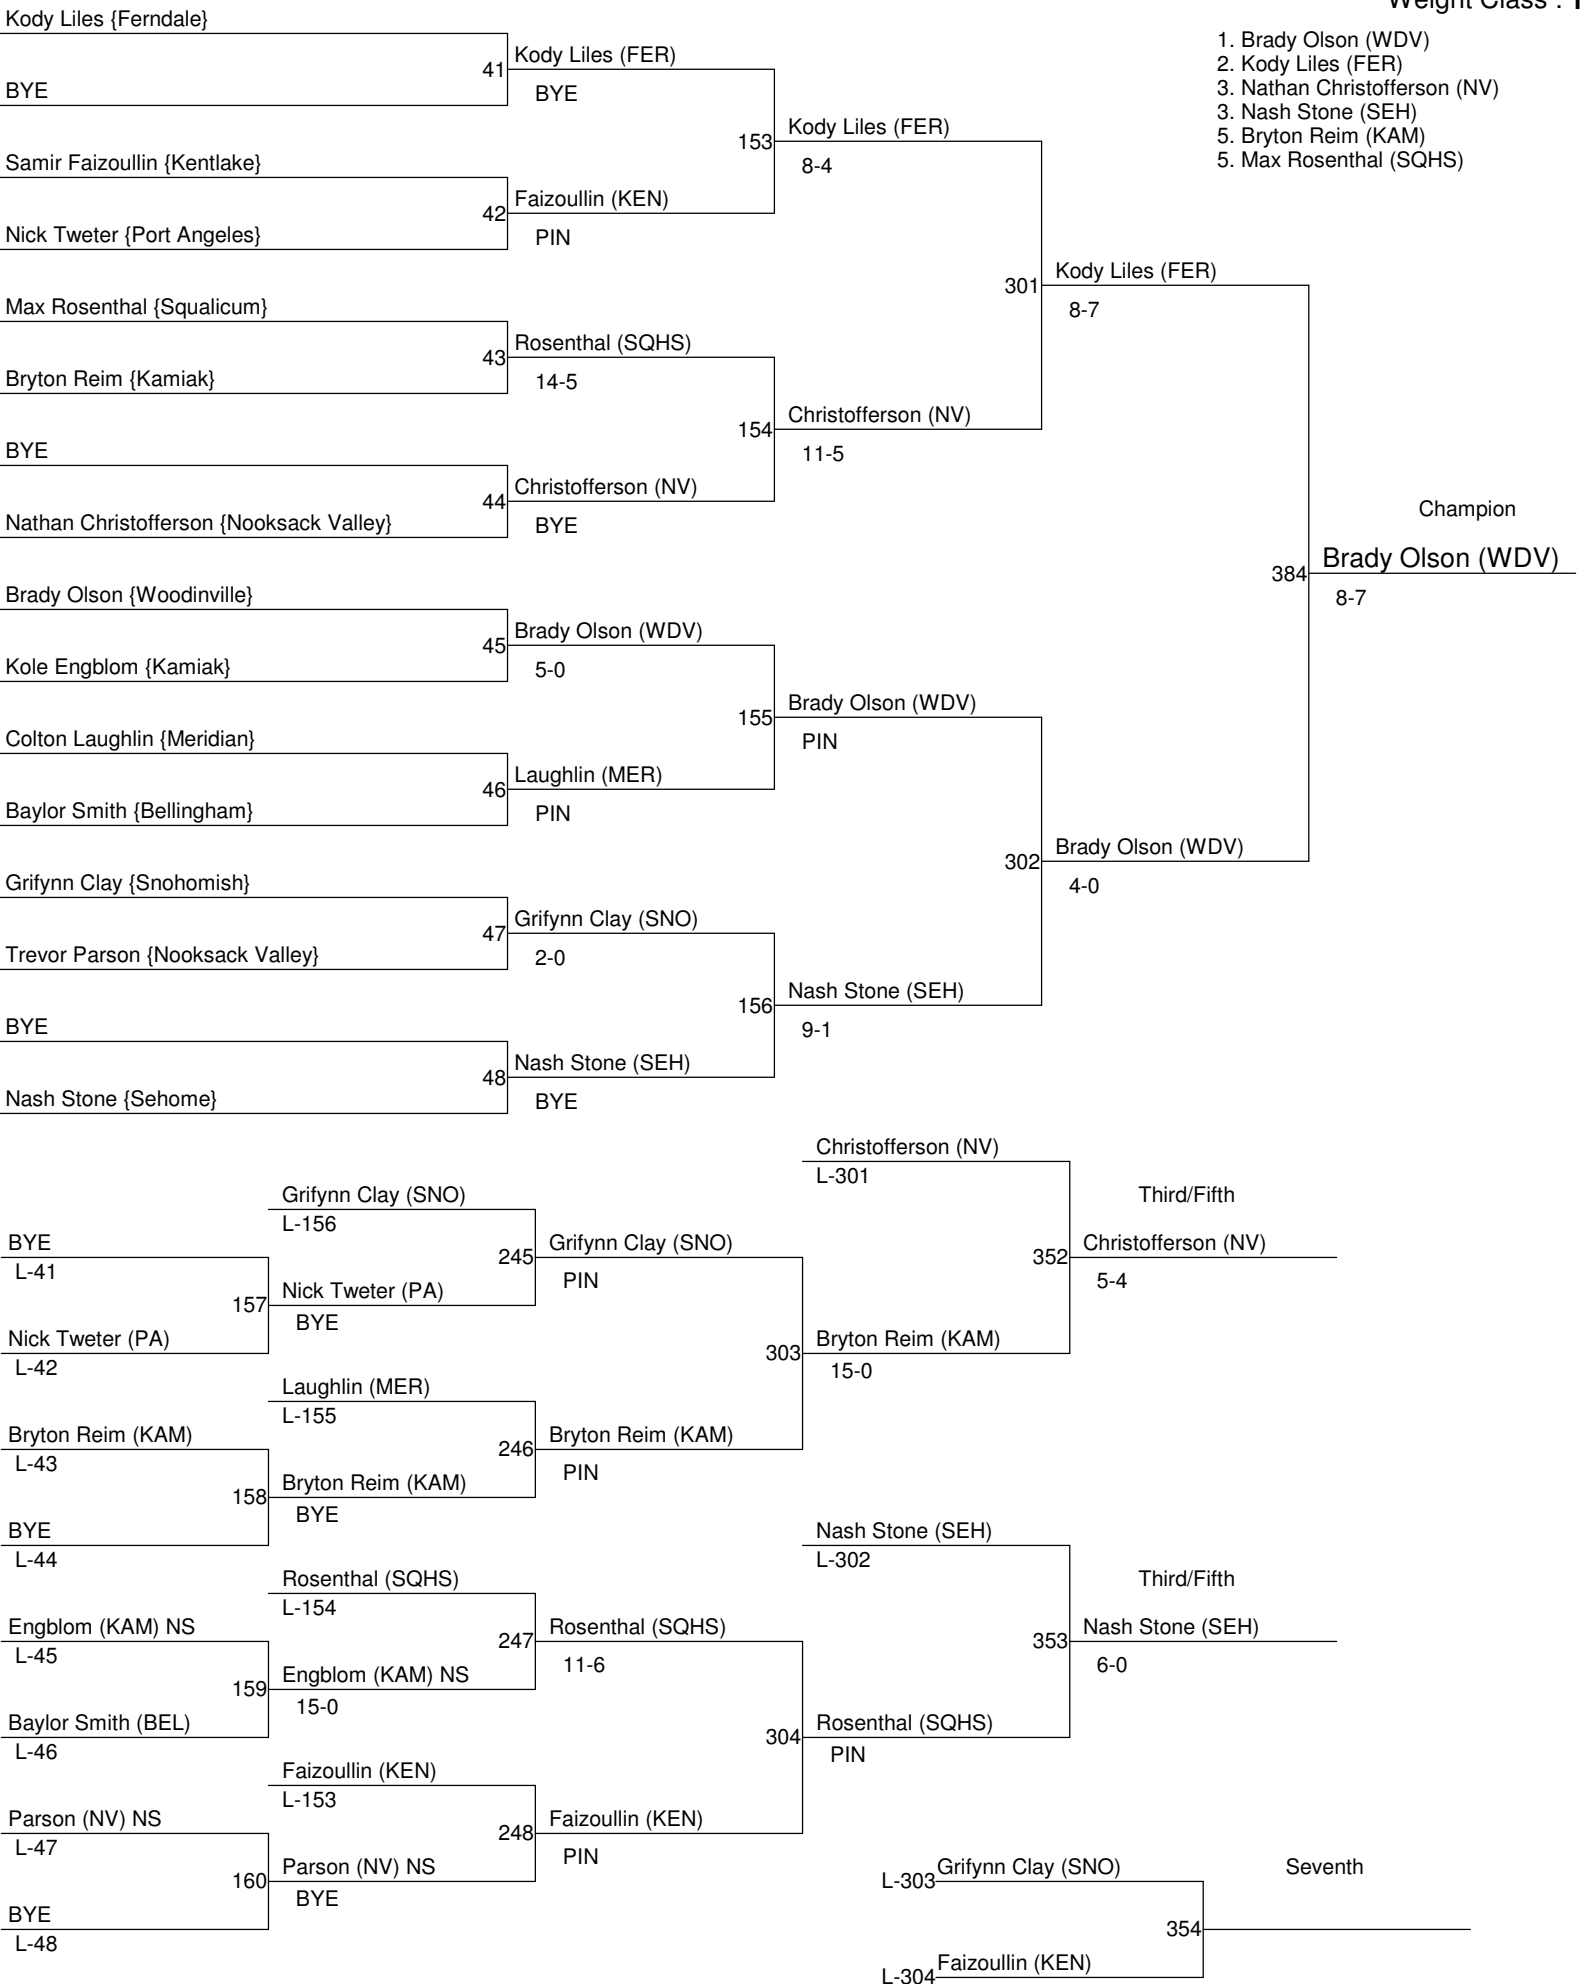 Weight Class :
1. Brady Olson (WDV)
2. Kody Liles (FER)
3. Nathan Christofferson (NV)
3. Nash Stone (SEH)
5. Bryton Reim (KAM)
5. Max Rosenthal (SQHS)
Kody Liles {Ferndale}
41
Kody Liles (FER)
BYE
BYE
153
Kody Liles (FER)
8-4
Samir Faizoullin {Kentlake}
42
Faizoullin (KEN)
PIN
Nick Tweter {Port Angeles}
301
Kody Liles (FER)
8-7
Max Rosenthal {Squalicum}
43
Rosenthal (SQHS)
14-5
Bryton Reim {Kamiak}
154
Christofferson (NV)
11-5
BYE
44
Christofferson (NV)
BYE
Nathan Christofferson {Nooksack Valley}
Champion
384
Brady Olson (WDV)
8-7
Brady Olson {Woodinville}
45
Brady Olson (WDV)
5-0
Kole Engblom {Kamiak}
155
Brady Olson (WDV)
PIN
Colton Laughlin {Meridian}
46
Laughlin (MER)
PIN
Baylor Smith {Bellingham}
302
Brady Olson (WDV)
4-0
Grifynn Clay {Snohomish}
47
Grifynn Clay (SNO)
2-0
Trevor Parson {Nooksack Valley}
156
Nash Stone (SEH)
9-1
BYE
48
Nash Stone (SEH)
BYE
Nash Stone {Sehome}
Christofferson (NV)
L-301
Third/Fifth
Grifynn Clay (SNO)
L-156
BYE
L-41
245
Grifynn Clay (SNO)
PIN
352
Christofferson (NV)
5-4
157
Nick Tweter (PA)
BYE
Nick Tweter (PA)
L-42
303
Bryton Reim (KAM)
15-0
Laughlin (MER)
L-155
Bryton Reim (KAM)
L-43
246
Bryton Reim (KAM)
PIN
158
Bryton Reim (KAM)
BYE
BYE
L-44
Nash Stone (SEH)
L-302
Third/Fifth
Rosenthal (SQHS)
L-154
Engblom (KAM) NS
L-45
247
Rosenthal (SQHS)
11-6
353
Nash Stone (SEH)
6-0
159
Engblom (KAM) NS
15-0
Baylor Smith (BEL)
L-46
304
Rosenthal (SQHS)
PIN
Faizoullin (KEN)
L-153
Parson (NV) NS
L-47
248
Faizoullin (KEN)
PIN
160
Parson (NV) NS
BYE
BYE
L-48
L-303
Grifynn Clay (SNO)
Seventh
354
L-304
Faizoullin (KEN)